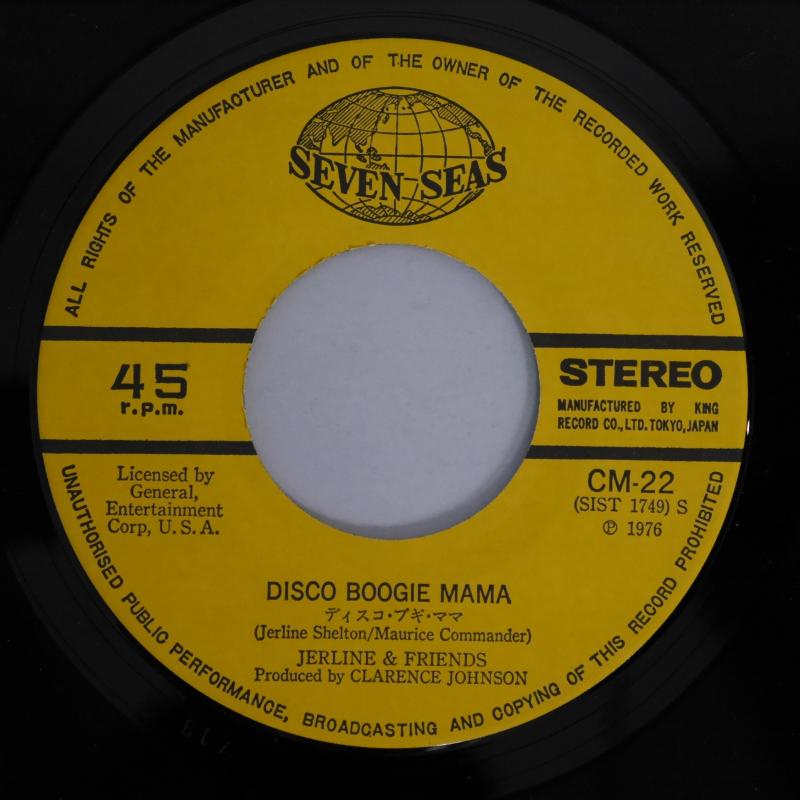 ALL RIGHTS OF THE MANUFACTURER AND OF THE OWNER OF THE RECORDED WORK RESERVED
SEVEN SEAS
45
r.p.m.
STEREO
MANUFACTURED BY KING
RECORD CO., LTD. TOKYO, JAPAN
Licensed by
General,
Entertainment
Corp, U. S. A.
CM-22
(SIST 1749) S
℗ 1976
DISCO BOOGIE MAMA
ディスコ・ブギ・ママ
(Jerline Shelton/Maurice Commander)
JERLINE & FRIENDS
Produced by CLARENCE JOHNSON
UNAUTHORISED PUBLIC PERFORMANCE, BROADCASTING AND COPYING OF THIS RECORD PROHIBITED